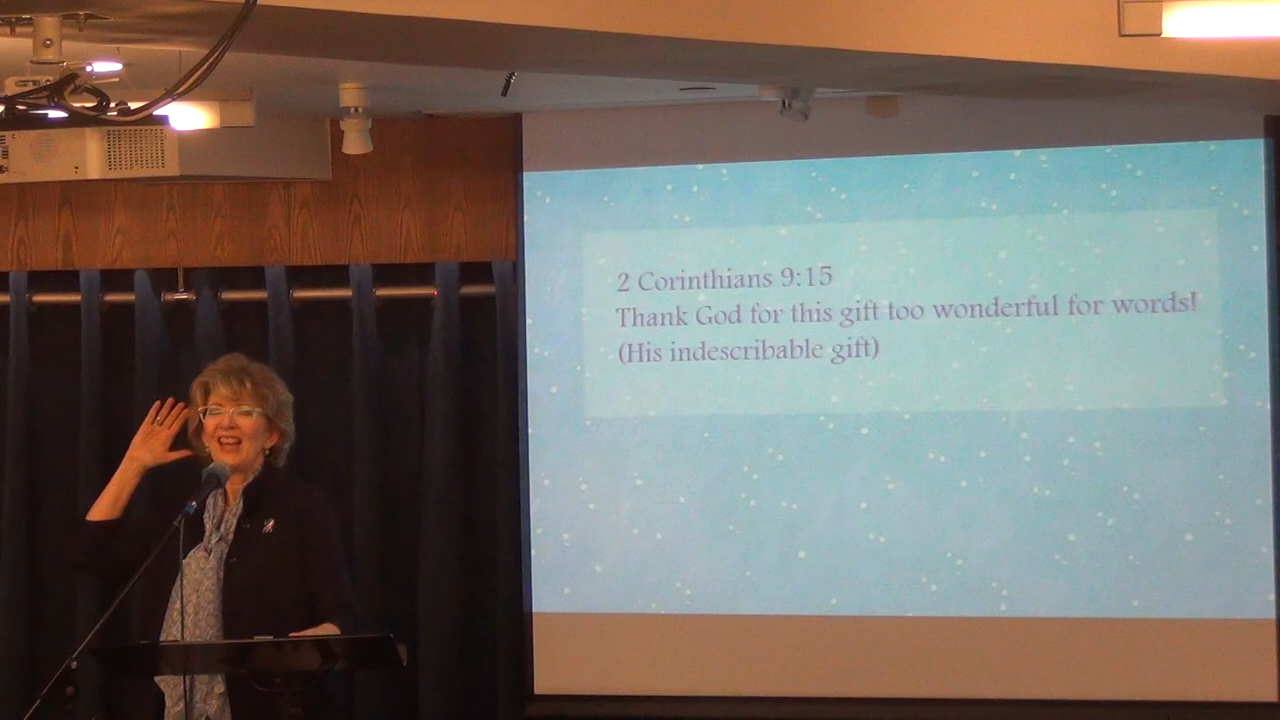 2 Corinthians 9:15
Thank God for this gift too wonderful for words!
(His indescribable gift)